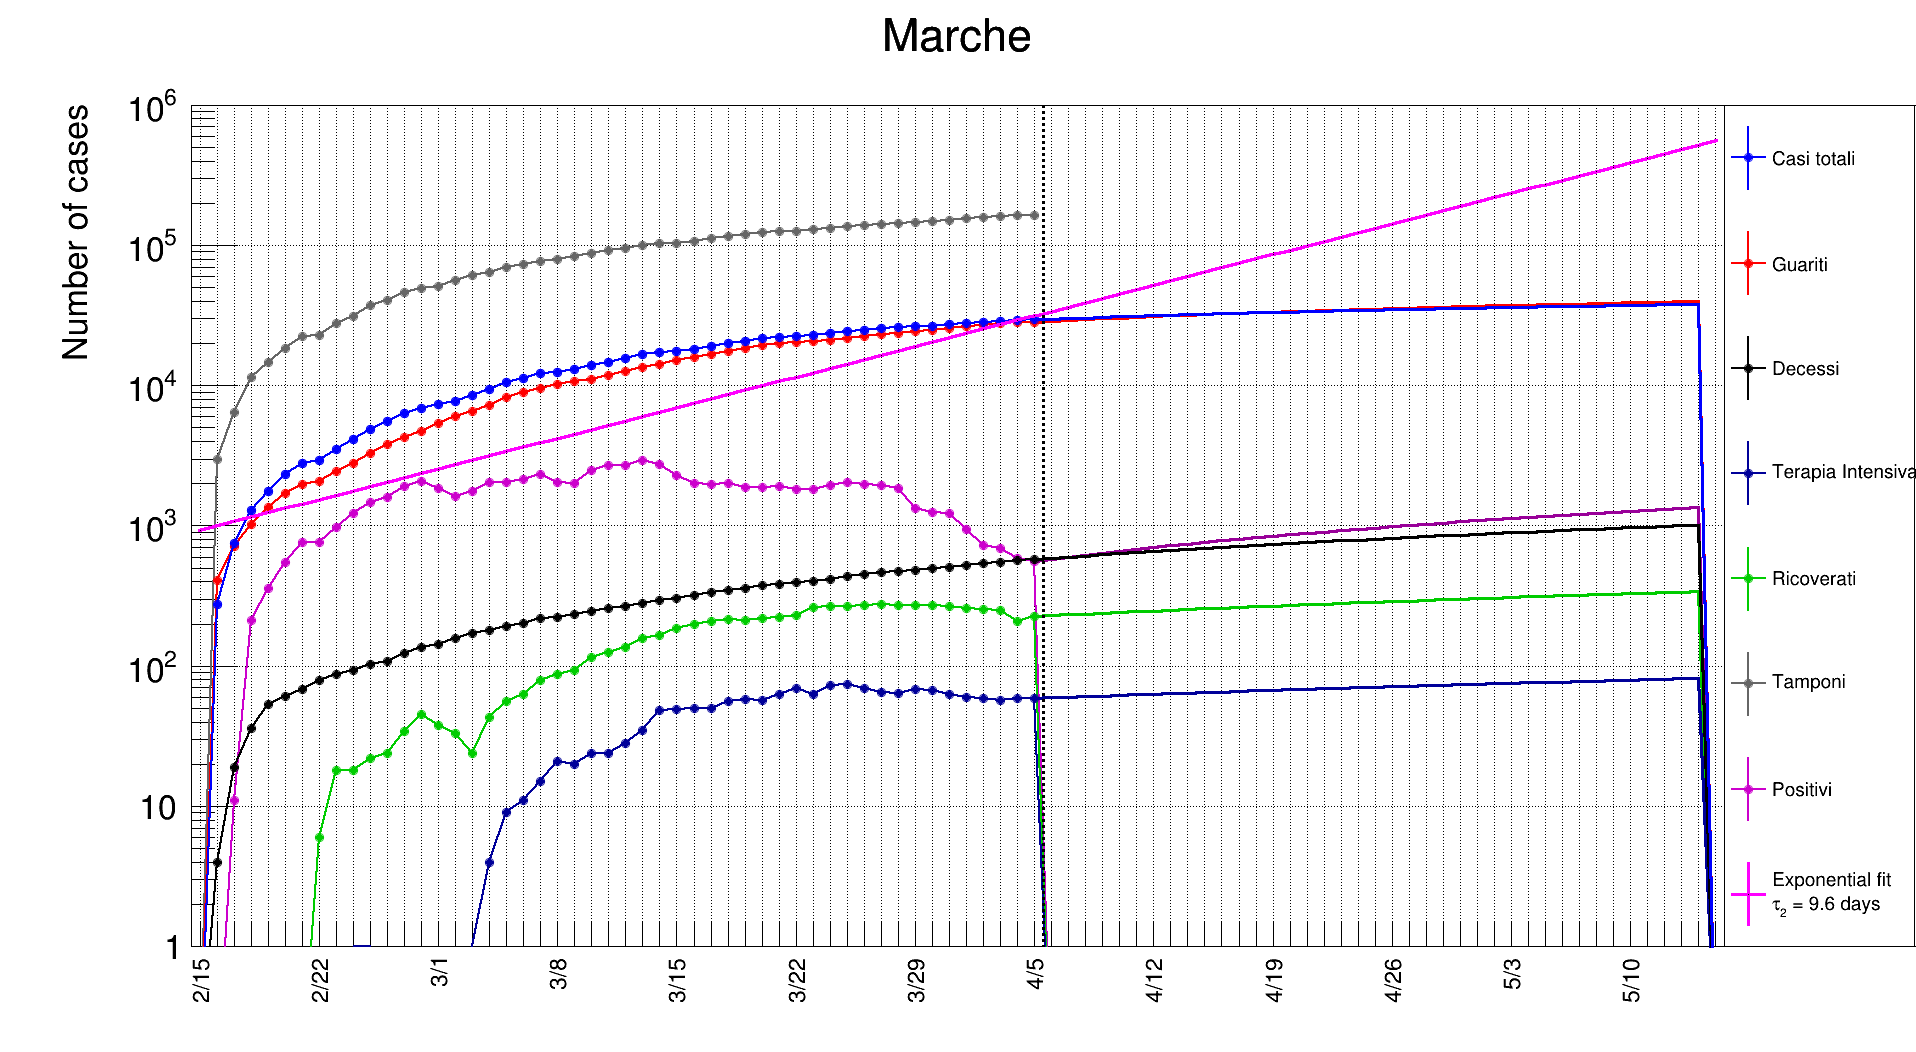 Marche
Number of cases
10^6
10^5
10^4
10^3
10^2
10
1
2/15
2/22
3/1
3/8
3/15
3/22
3/29
4/5
4/12
4/19
4/26
5/3
5/10
Casi totali
Guariti
Decessi
Terapia Intensiva
Ricoverati
Tamponi
Positivi
Exponential fit
τ₂ = 9.6 days